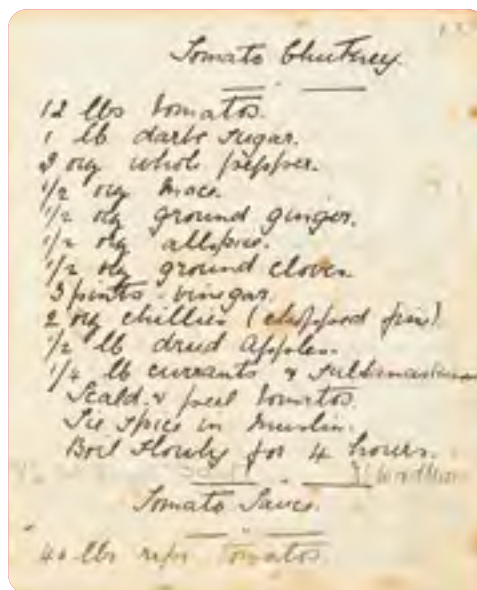 Tomato Chutney.
12 lbs tomatos.
1 lb dark sugar.
3 ozs whole pepper.
1/2 oz mace.
1/2 oz ground ginger.
1/2 oz allspice.
1/2 oz ground cloves.
3 pints vinegar.
2 oz chillies (chopped fine)
1/2 lb dried apples.
1/4 lb currants & sultanas
Scald & peel tomatos.
Tie spice in muslin.
Boil slowly for 4 hours.
Tomato Sauce.
40 lbs ripe tomatos.